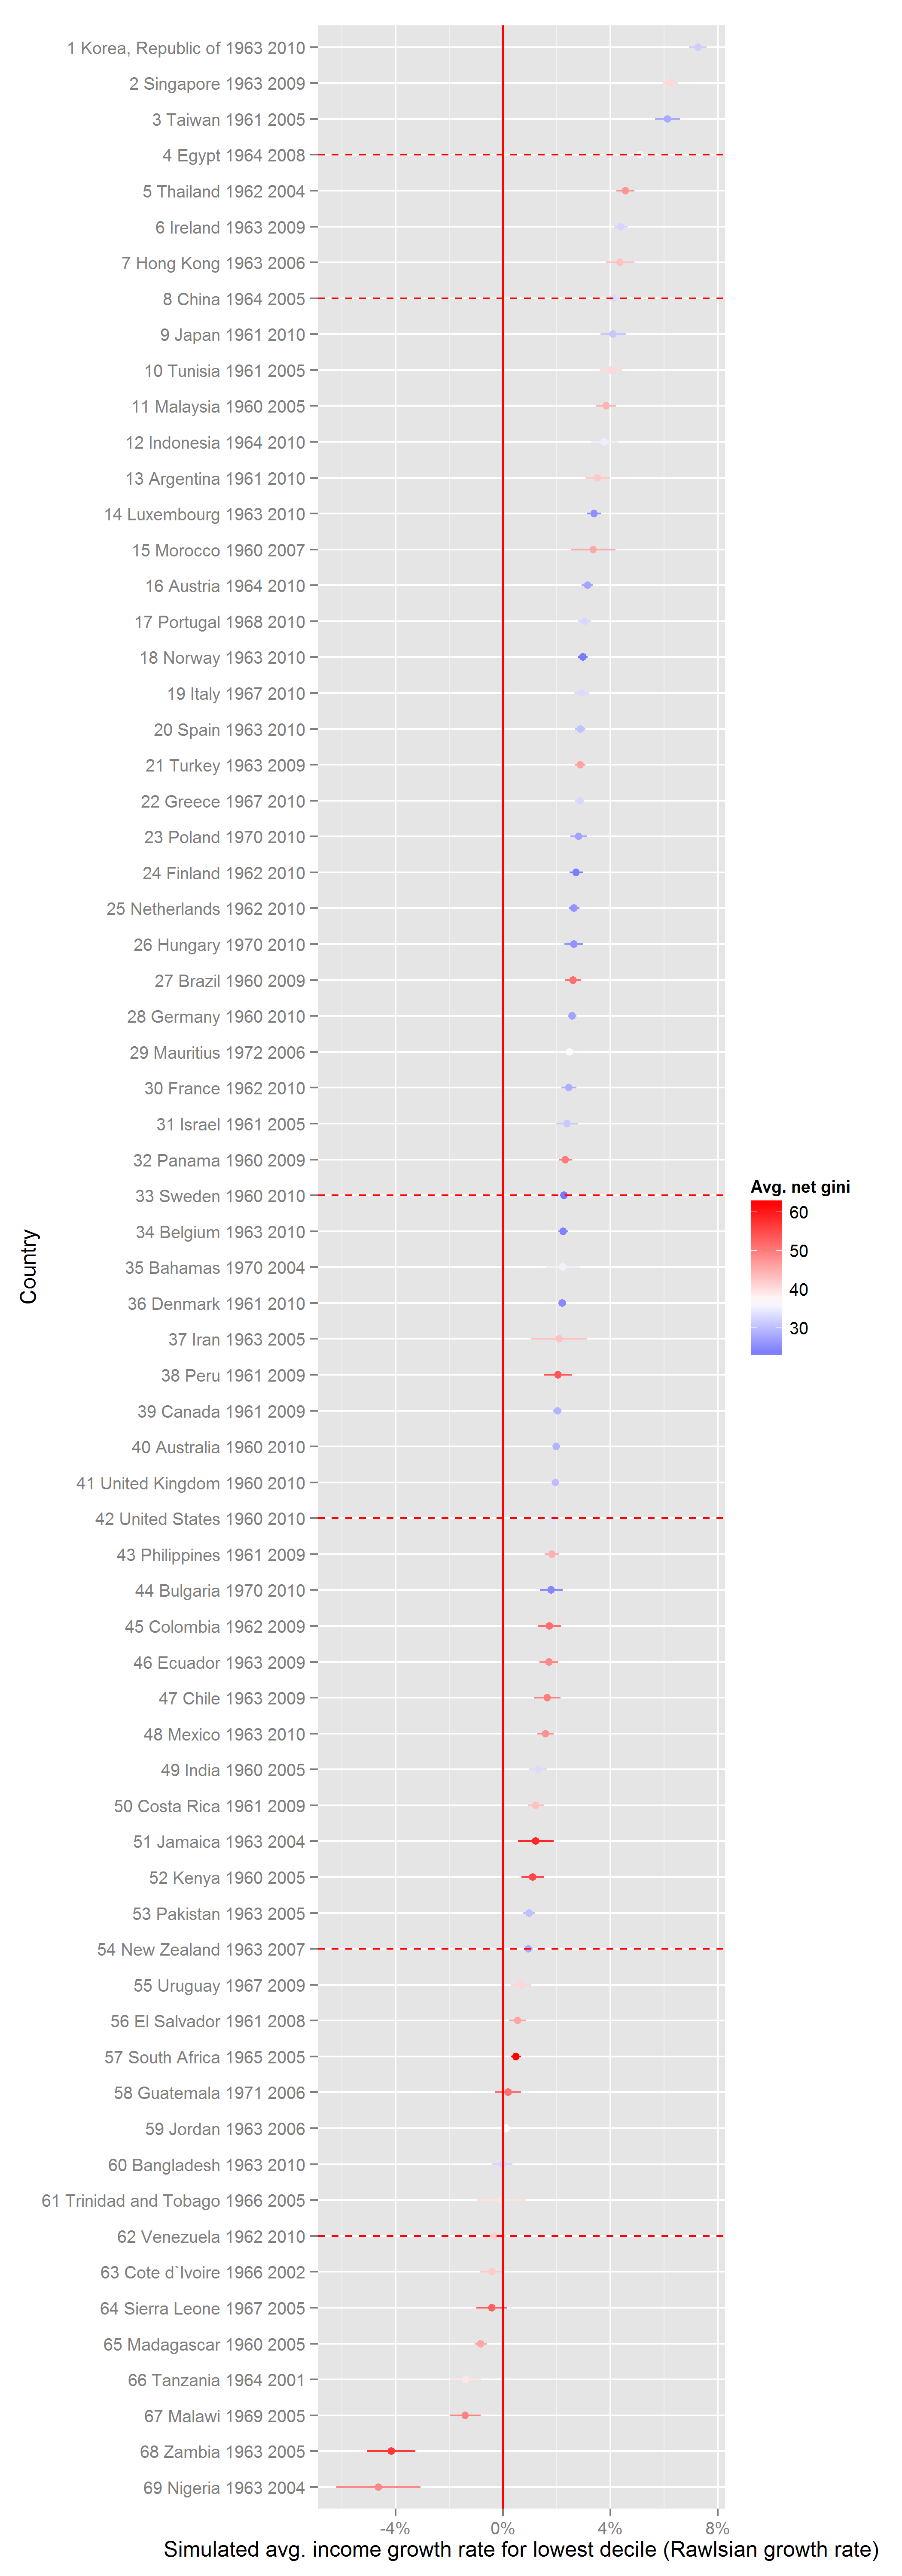 1 Korea, Republic of 1963 2010
2 Singapore 1963 2009
3 Taiwan 1961 2005
4 Egypt 1964 2008
5 Thailand 1962 2004
6 Ireland 1963 2009
7 Hong Kong 1963 2006
8 China 1964 2005
9 Japan 1961 2010
10 Tunisia 1961 2005
11 Malaysia 1960 2005
12 Indonesia 1964 2010
13 Argentina 1961 2010
14 Luxembourg 1963 2010
15 Morocco 1960 2007
16 Austria 1964 2010
17 Portugal 1968 2010
18 Norway 1963 2010
19 Italy 1967 2010
20 Spain 1963 2010
21 Turkey 1963 2009
22 Greece 1967 2010
23 Poland 1970 2010
24 Finland 1962 2010
25 Netherlands 1962 2010
26 Hungary 1970 2010
27 Brazil 1960 2009
28 Germany 1960 2010
29 Mauritius 1972 2006
30 France 1962 2010
31 Israel 1961 2005
32 Panama 1960 2009
33 Sweden 1960 2010
34 Belgium 1963 2010
35 Bahamas 1970 2004
36 Denmark 1961 2010
37 Iran 1963 2005
38 Peru 1961 2009
39 Canada 1961 2009
40 Australia 1960 2010
41 United Kingdom 1960 2010
42 United States 1960 2010
43 Philippines 1961 2009
44 Bulgaria 1970 2010
45 Colombia 1962 2009
46 Ecuador 1963 2009
47 Chile 1963 2009
48 Mexico 1963 2010
49 India 1960 2005
50 Costa Rica 1961 2009
51 Jamaica 1963 2004
52 Kenya 1960 2005
53 Pakistan 1963 2005
54 New Zealand 1963 2007
55 Uruguay 1967 2009
56 El Salvador 1961 2008
57 South Africa 1965 2005
58 Guatemala 1971 2006
59 Jordan 1963 2006
60 Bangladesh 1963 2010
61 Trinidad and Tobago 1966 2005
62 Venezuela 1962 2010
63 Cote d`Ivoire 1966 2002
64 Sierra Leone 1967 2005
65 Madagascar 1960 2005
66 Tanzania 1964 2001
67 Malawi 1969 2005
68 Zambia 1963 2005
69 Nigeria 1963 2004
Country
-4% 0% 4% 8%
Simulated avg. income growth rate for lowest decile (Rawlsian growth rate)
Avg. net gini
60
50
40
30